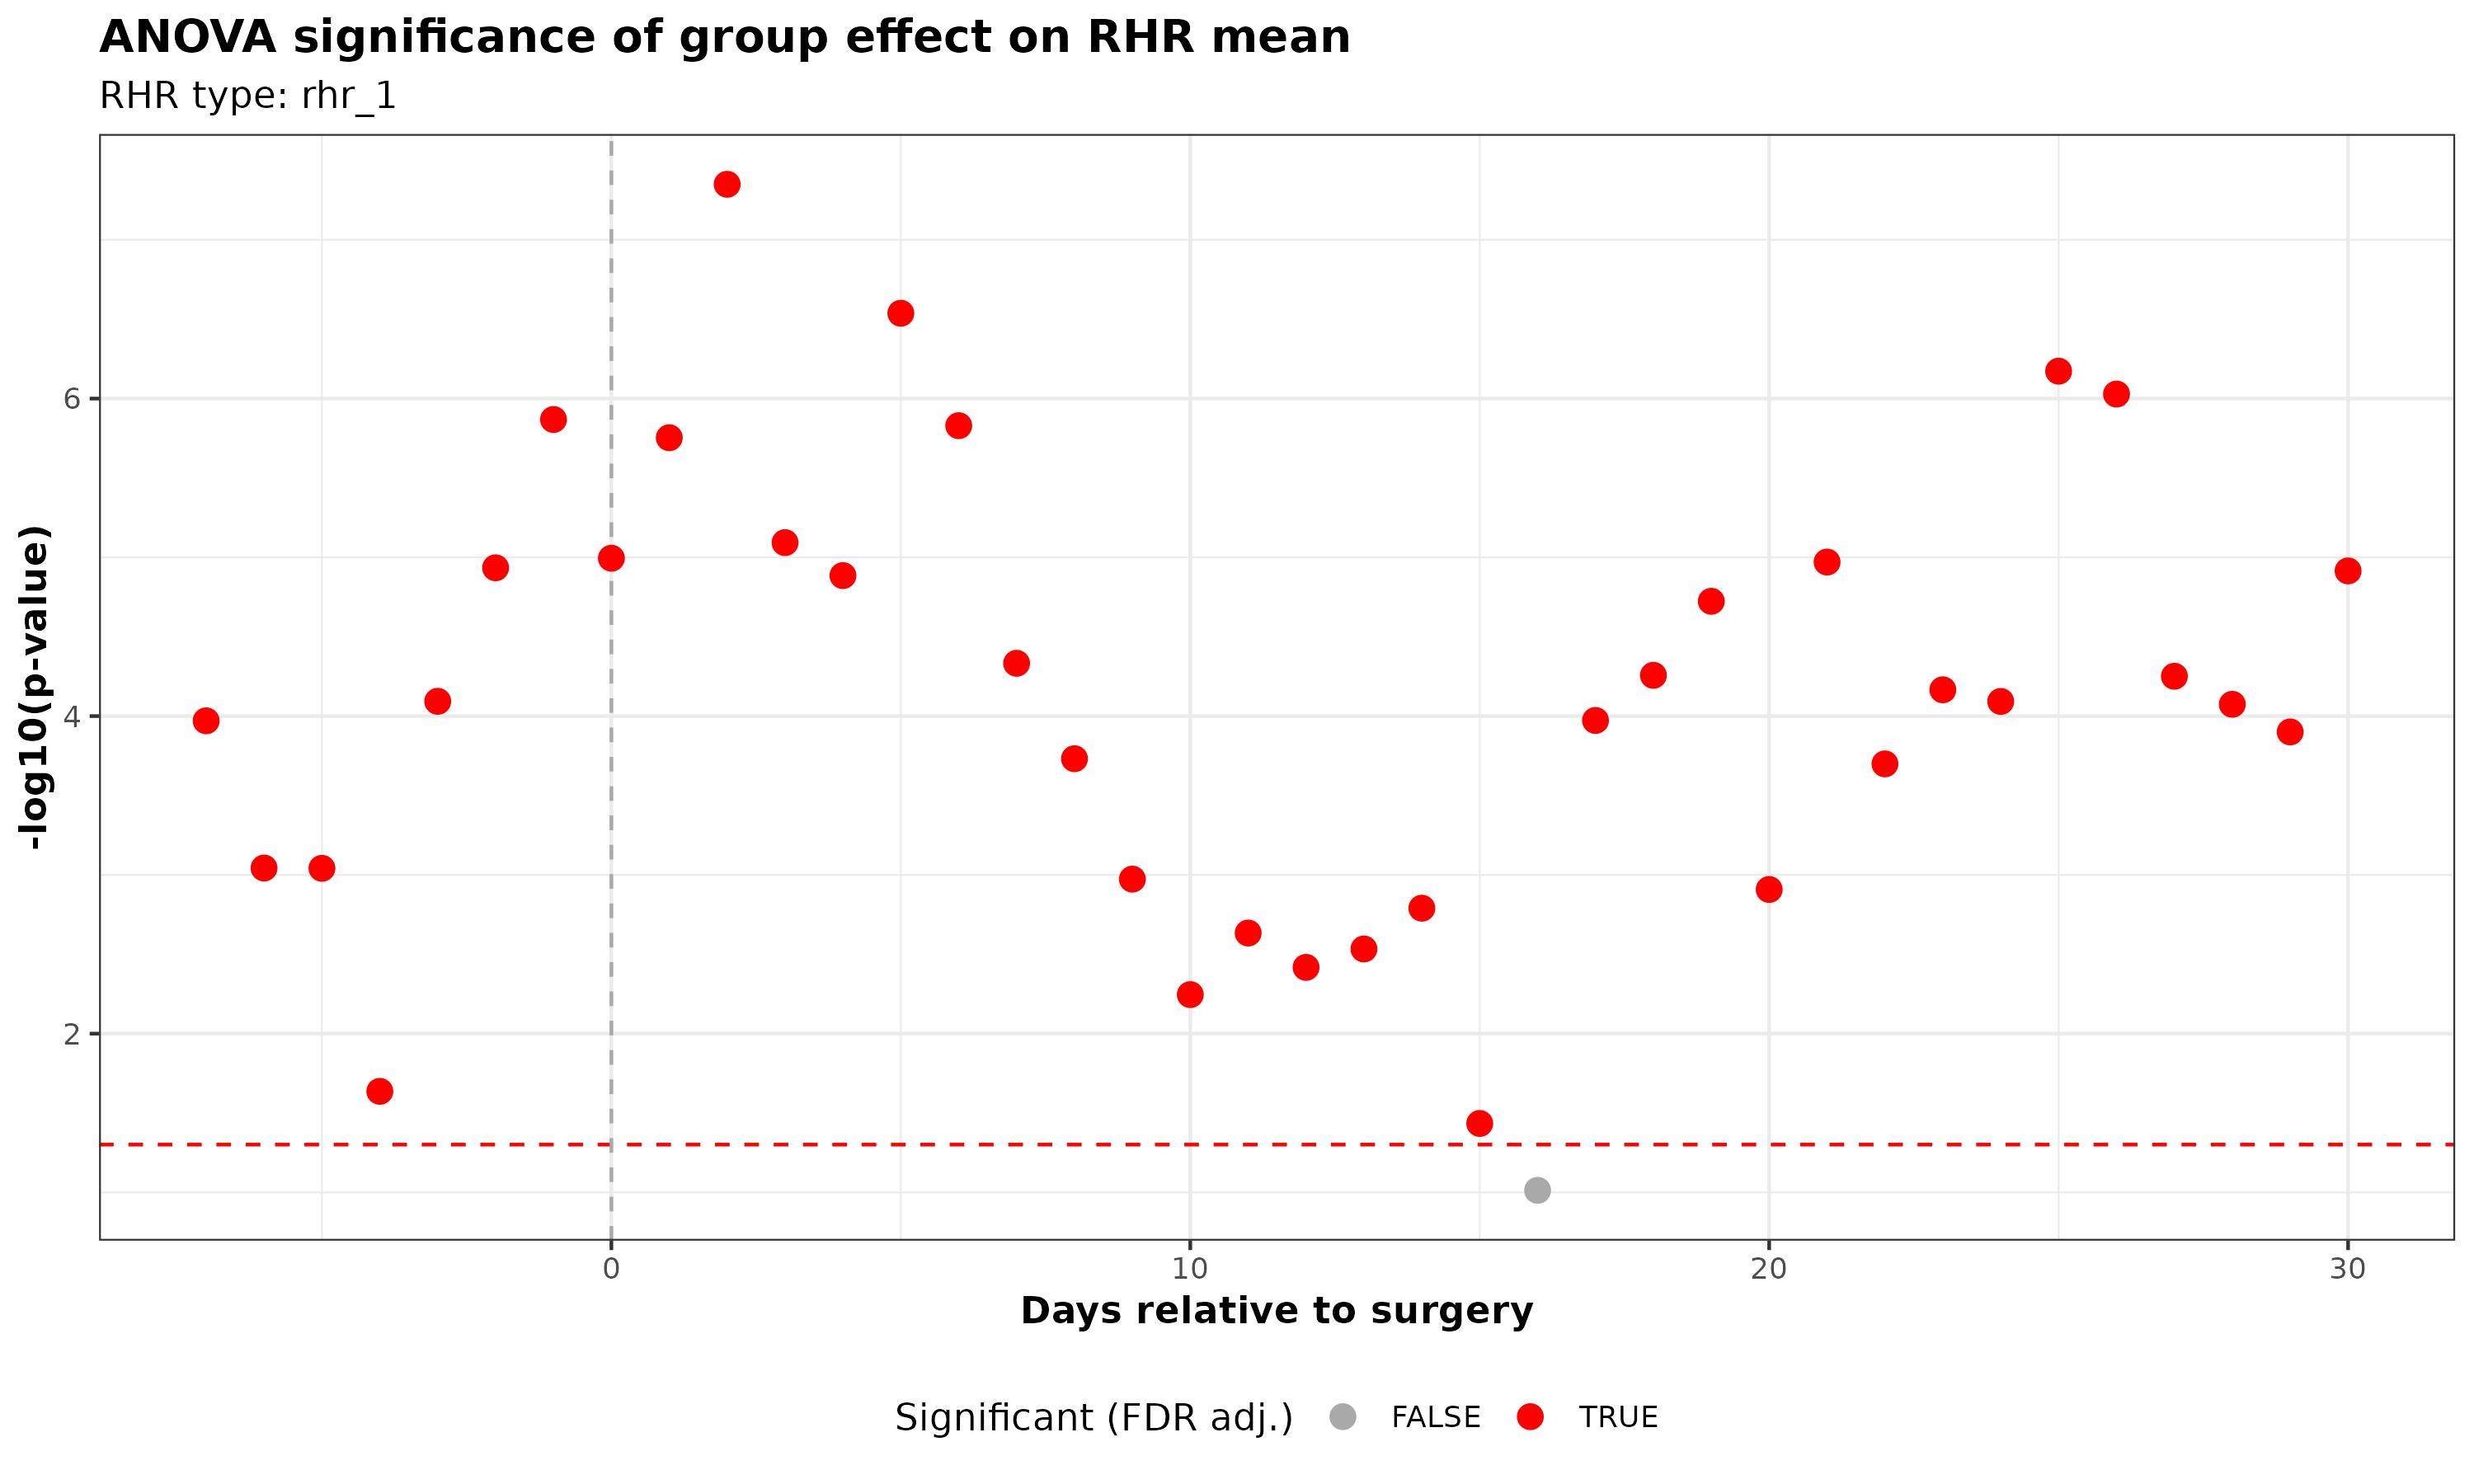 ANOVA significance of group effect on RHR mean
RHR type: rhr_1
-log10(p-value)
6
4
2
0 10 20 30
Days relative to surgery
Significant (FDR adj.) FALSE TRUE